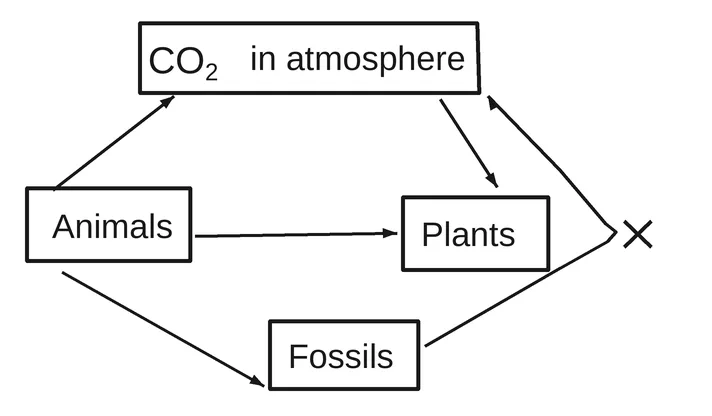 CO₂ in atmosphere
Animals
Plants
X
Fossils